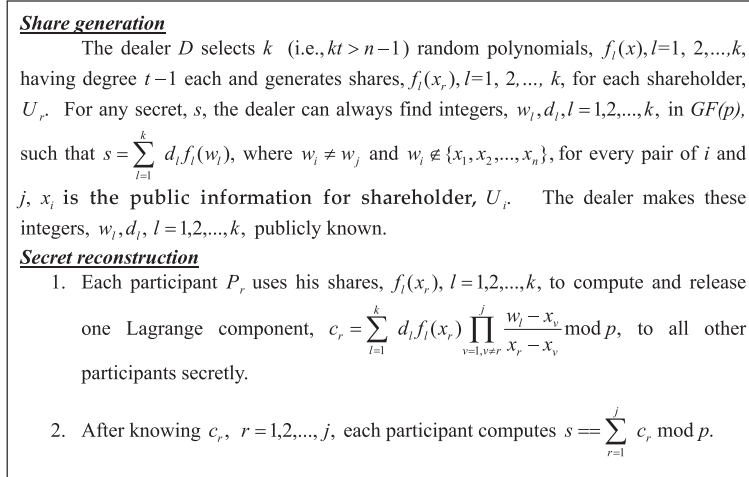 Share generation
The dealer D selects k (i.e., kt > n−1) random polynomials, f_l(x), l=1, 2,...,k,
having degree t−1 each and generates shares, f_l(x_r), l=1, 2,..., k, for each shareholder,
U_r. For any secret, s, the dealer can always find integers, w_l, d_l, l = 1,2,...,k, in GF(p),
such that s = ∑_{l=1}^{k} d_l f_l(w_l), where w_i ≠ w_j and w_i ∉ {x_1, x_2,..., x_n}, for every pair of i and
j, x_i is the public information for shareholder, U_i. The dealer makes these
integers, w_l, d_l, l = 1,2,...,k, publicly known.
Secret reconstruction
1. Each participant P_r uses his shares, f_l(x_r), l = 1,2,...,k, to compute and release
one Lagrange component, c_r = ∑_{l=1}^{k} d_l f_l(x_r) ∏_{v=1,v≠r}^{j} (w_l − x_v)/(x_r − x_v) mod p, to all other
participants secretly.
2. After knowing c_r, r = 1,2,..., j, each participant computes s == ∑_{r=1}^{j} c_r mod p.